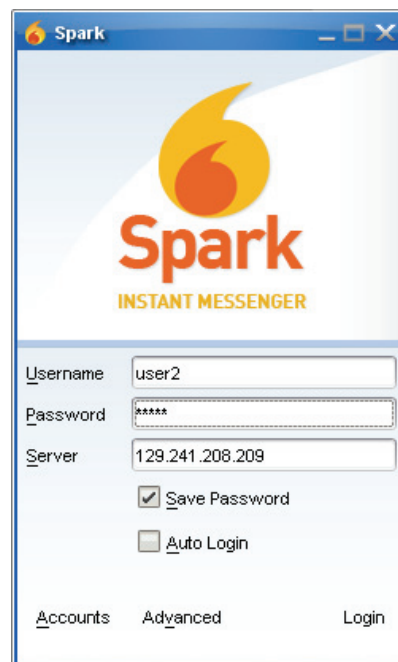 Spark
Spark
INSTANT MESSENGER
Username user2
Password *****
Server 129.241.208.209
Save Password
Auto Login
Accounts Advanced Login